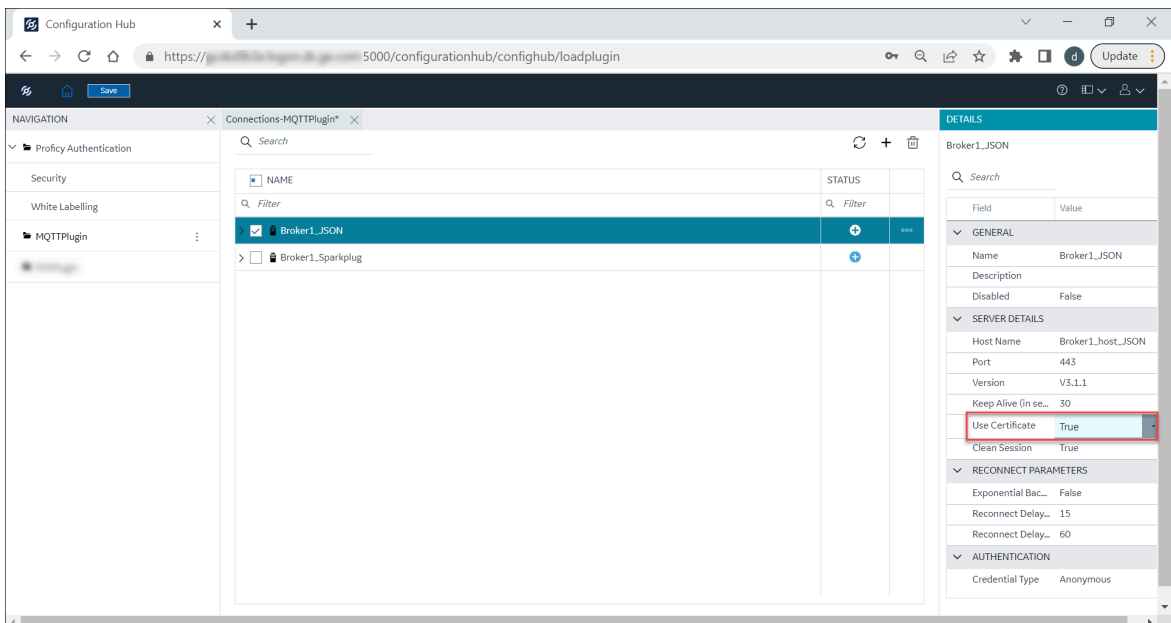 Configuration Hub
https://
5000/configurationhub/confighub/loadplugin
d
Update
Save
NAVIGATION
Proficy Authentication
Security
White Labelling
MQTTPlugin
Connections-MQTTPlugin*
Search
NAME
STATUS
Filter
Filter
Broker1_JSON
Broker1_Sparkplug
DETAILS
Broker1_JSON
Search
Field Value
GENERAL
Name Broker1_JSON
Description
Disabled False
SERVER DETAILS
Host Name Broker1_host_JSON
Port 443
Version V3.1.1
Keep Alive (in se... 30
Use Certificate True
Clean Session True
RECONNECT PARAMETERS
Exponential Bac... False
Reconnect Delay... 15
Reconnect Delay... 60
AUTHENTICATION
Credential Type Anonymous